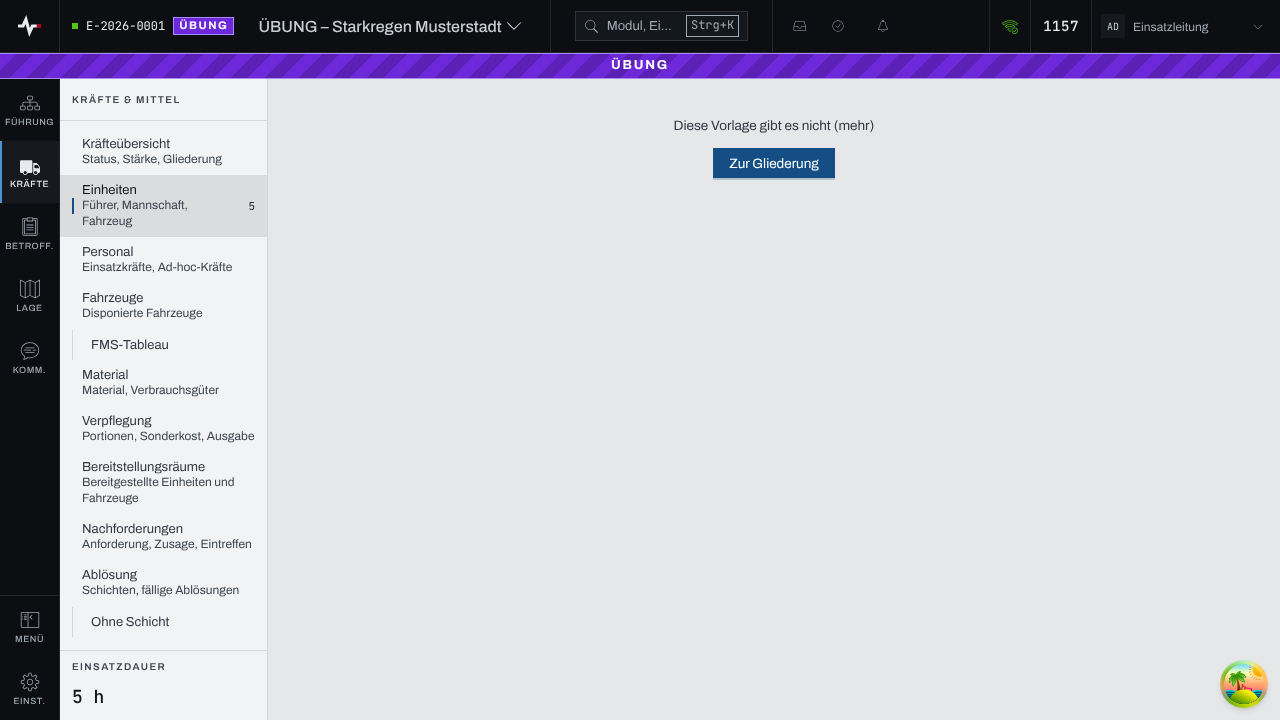 E-2026-0001 ÜBUNG ÜBUNG – Starkregen Musterstadt Modul, Ei... Strg+K 1157 AD Einsatzleitung
ÜBUNG
FÜHRUNG
KRÄFTE
BETROFF.
LAGE
KOMM.
MENÜ
EINST.
KRÄFTE & MITTEL
Kräfteübersicht
Status, Stärke, Gliederung
Einheiten
Führer, Mannschaft, 5
Fahrzeug
Personal
Einsatzkräfte, Ad-hoc-Kräfte
Fahrzeuge
Disponierte Fahrzeuge
FMS-Tableau
Material
Material, Verbrauchsgüter
Verpflegung
Portionen, Sonderkost, Ausgabe
Bereitstellungsräume
Bereitgestellte Einheiten und
Fahrzeuge
Nachforderungen
Anforderung, Zusage, Eintreffen
Ablösung
Schichten, fällige Ablösungen
Ohne Schicht
EINSATZDAUER
5 h
Diese Vorlage gibt es nicht (mehr)
Zur Gliederung